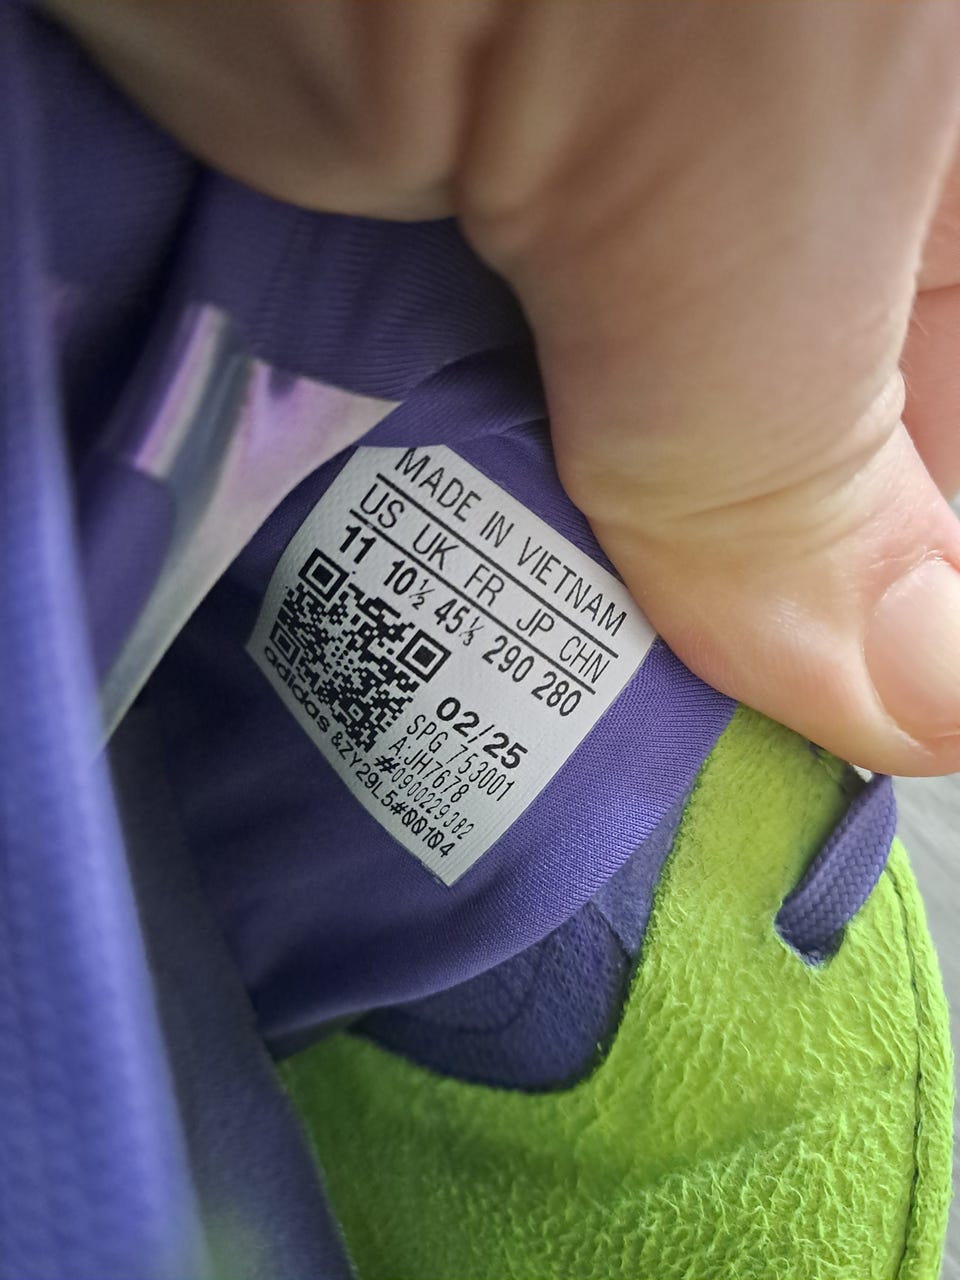 MADE IN VIETNAM
US UK FR JP CHN
11 10½ 45⅓ 290 280
02/25
SPG 753001
A:JH7678
#0900229382
adidas &ZY29L5#00104